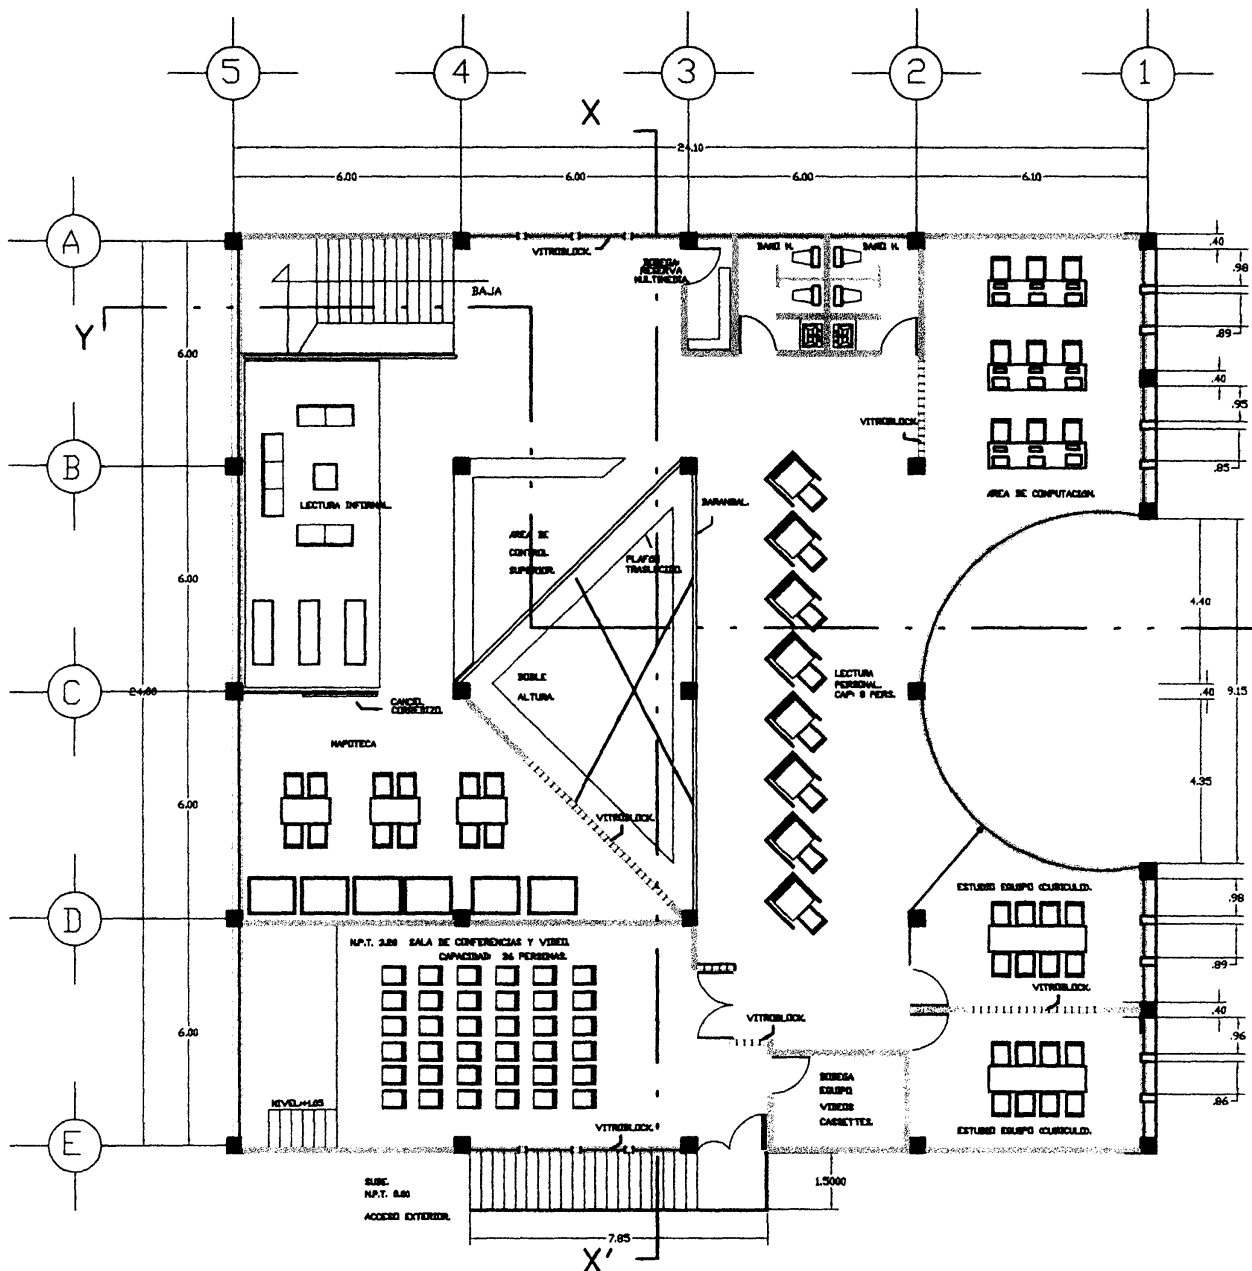 5 4 3 2 1
X
24.10
6.00 6.00 6.00 6.10
A
VITROBLOCK.
BODEGA
RESERVA
MULTIMEDIA
BAÑO H. BAÑO H.
.40
.98
BAJA
Y
6.00
.89
.40
.95
VITROBLOCK.
B
.85
LECTURA INFORMAL.
BARANDAL.
AREA DE COMPUTACION.
AREA DE
CONTROL
SUPERIOR.
PLAFON
TRASLUCIDO.
6.00
4.40
DOBLE
ALTURA.
LECTURA
PERSONAL.
CAP: 8 PERS.
C
24.00
.40
9.15
CANCEL
CORREDIZO.
MAPOTECA
4.35
6.00
VITROBLOCK.
ESTUDIO EQUIPO (CUBICULO).
.98
D
N.P.T. 3.20 SALA DE CONFERENCIAS Y VIDEO.
CAPACIDAD: 36 PERSONAS.
.89
VITROBLOCK.
.40
VITROBLOCK.
6.00
.96
BODEGA
EQUIPO
VIDEOS
CASSETTES.
NIVEL:+1.05
.86
VITROBLOCK.
ESTUDIO EQUIPO (CUBICULO).
E
SUBE.
N.P.T. 0.00
ACCESO EXTERIOR.
1.5000
7.85
X'